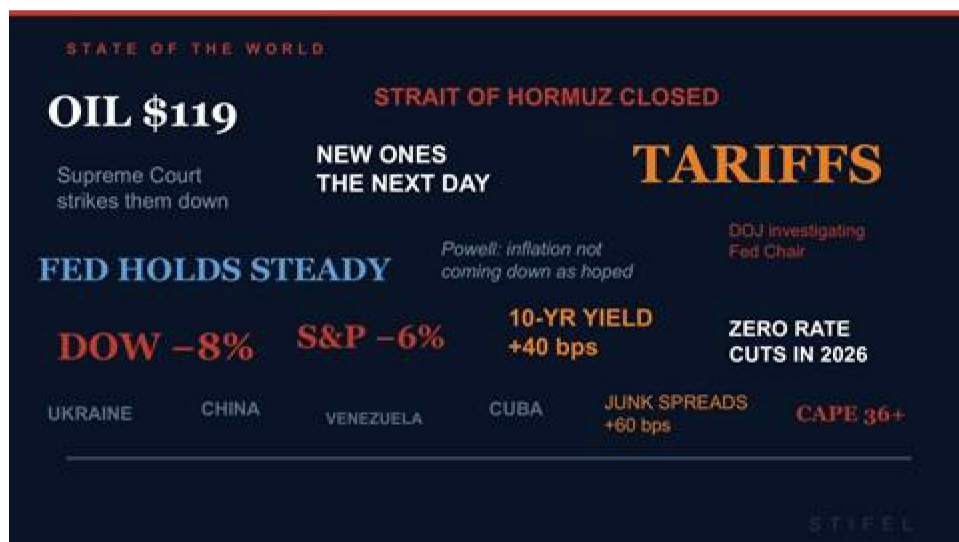 STATE OF THE WORLD
OIL $119
STRAIT OF HORMUZ CLOSED
Supreme Court
strikes them down
NEW ONES
THE NEXT DAY
TARIFFS
FED HOLDS STEADY
Powell: inflation not
coming down as hoped
DOJ investigating
Fed Chair
DOW –8%
S&P –6%
10-YR YIELD
+40 bps
ZERO RATE
CUTS IN 2026
UKRAINE
CHINA
VENEZUELA
CUBA
JUNK SPREADS
+60 bps
CAPE 36+
STIFEL